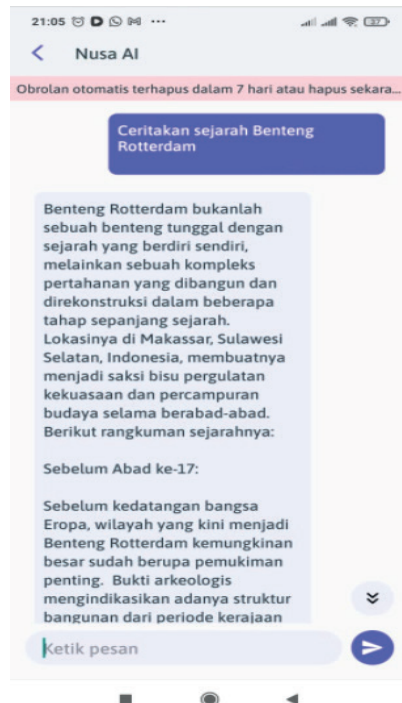 21:05
37
Nusa AI
Obrolan otomatis terhapus dalam 7 hari atau hapus sekara...
Ceritakan sejarah Benteng
Rotterdam
Benteng Rotterdam bukanlah
sebuah benteng tunggal dengan
sejarah yang berdiri sendiri,
melainkan sebuah kompleks
pertahanan yang dibangun dan
direkonstruksi dalam beberapa
tahap sepanjang sejarah.
Lokasinya di Makassar, Sulawesi
Selatan, Indonesia, membuatnya
menjadi saksi bisu pergulatan
kekuasaan dan percampuran
budaya selama berabad-abad.
Berikut rangkuman sejarahnya:
Sebelum Abad ke-17:
Sebelum kedatangan bangsa
Eropa, wilayah yang kini menjadi
Benteng Rotterdam kemungkinan
besar sudah berupa pemukiman
penting. Bukti arkeologis
mengindikasikan adanya struktur
bangunan dari periode kerajaan
Ketik pesan